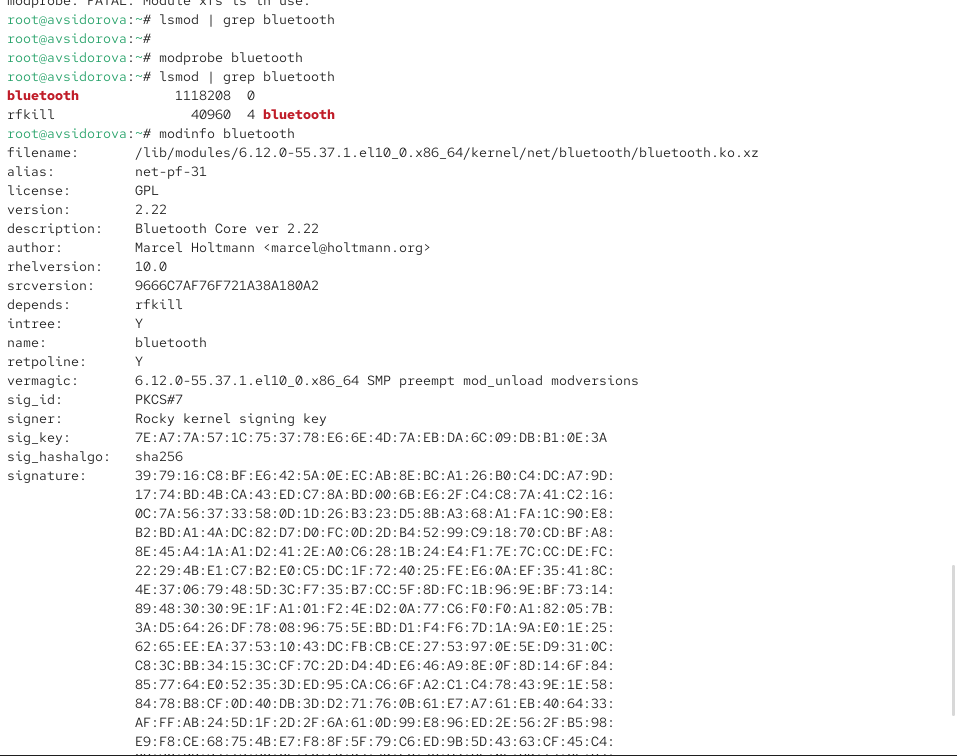 modprobe: FATAL: Module xfs is in use.
root@avsidorova:~# lsmod | grep bluetooth
root@avsidorova:~#
root@avsidorova:~# modprobe bluetooth
root@avsidorova:~# lsmod | grep bluetooth
bluetooth            1118208  0
rfkill                 40960  4 bluetooth
root@avsidorova:~# modinfo bluetooth
filename:       /lib/modules/6.12.0-55.37.1.el10_0.x86_64/kernel/net/bluetooth/bluetooth.ko.xz
alias:          net-pf-31
license:        GPL
version:        2.22
description:    Bluetooth Core ver 2.22
author:         Marcel Holtmann <marcel@holtmann.org>
rhelversion:    10.0
srcversion:     9666C7AF76F721A38A180A2
depends:        rfkill
intree:         Y
name:           bluetooth
retpoline:      Y
vermagic:       6.12.0-55.37.1.el10_0.x86_64 SMP preempt mod_unload modversions
sig_id:         PKCS#7
signer:         Rocky kernel signing key
sig_key:        7E:A7:7A:57:1C:75:37:78:E6:6E:4D:7A:EB:DA:6C:09:DB:B1:0E:3A
sig_hashalgo:   sha256
signature:      39:79:16:C8:BF:E6:42:5A:0E:EC:AB:8E:BC:A1:26:B0:C4:DC:A7:9D:
17:74:BD:4B:CA:43:ED:C7:8A:BD:00:6B:E6:2F:C4:C8:7A:41:C2:16:
0C:7A:56:37:33:58:0D:1D:26:B3:23:D5:8B:A3:68:A1:FA:1C:90:E8:
B2:BD:A1:4A:DC:82:D7:D0:FC:0D:2D:B4:52:99:C9:18:70:CD:BF:A8:
8E:45:A4:1A:A1:D2:41:2E:A0:C6:28:1B:24:E4:F1:7E:7C:CC:DE:FC:
22:29:4B:E1:C7:B2:E0:C5:DC:1F:72:40:25:FE:E6:0A:EF:35:41:8C:
4E:37:06:79:48:5D:3C:F7:35:B7:CC:5F:8D:FC:1B:96:9E:BF:73:14:
89:48:30:30:9E:1F:A1:01:F2:4E:D2:0A:77:C6:F0:F0:A1:82:05:7B:
3A:D5:64:26:DF:78:08:96:75:5E:BD:D1:F4:F6:7D:1A:9A:E0:1E:25:
62:65:EE:EA:37:53:10:43:DC:FB:CB:CE:27:53:97:0E:5E:D9:31:0C:
C8:3C:BB:34:15:3C:CF:7C:2D:D4:4D:E6:46:A9:8E:0F:8D:14:6F:84:
85:77:64:E0:52:35:3D:ED:95:CA:C6:6F:A2:C1:C4:78:43:9E:1E:58:
84:78:B8:CF:0D:40:DB:3D:D2:71:76:0B:61:E7:A7:61:EB:40:64:33:
AF:FF:AB:24:5D:1F:2D:2F:6A:61:0D:99:E8:96:ED:2E:56:2F:B5:98:
E9:F8:CE:68:75:4B:E7:F8:8F:5F:79:C6:ED:9B:5D:43:63:CF:45:C4: